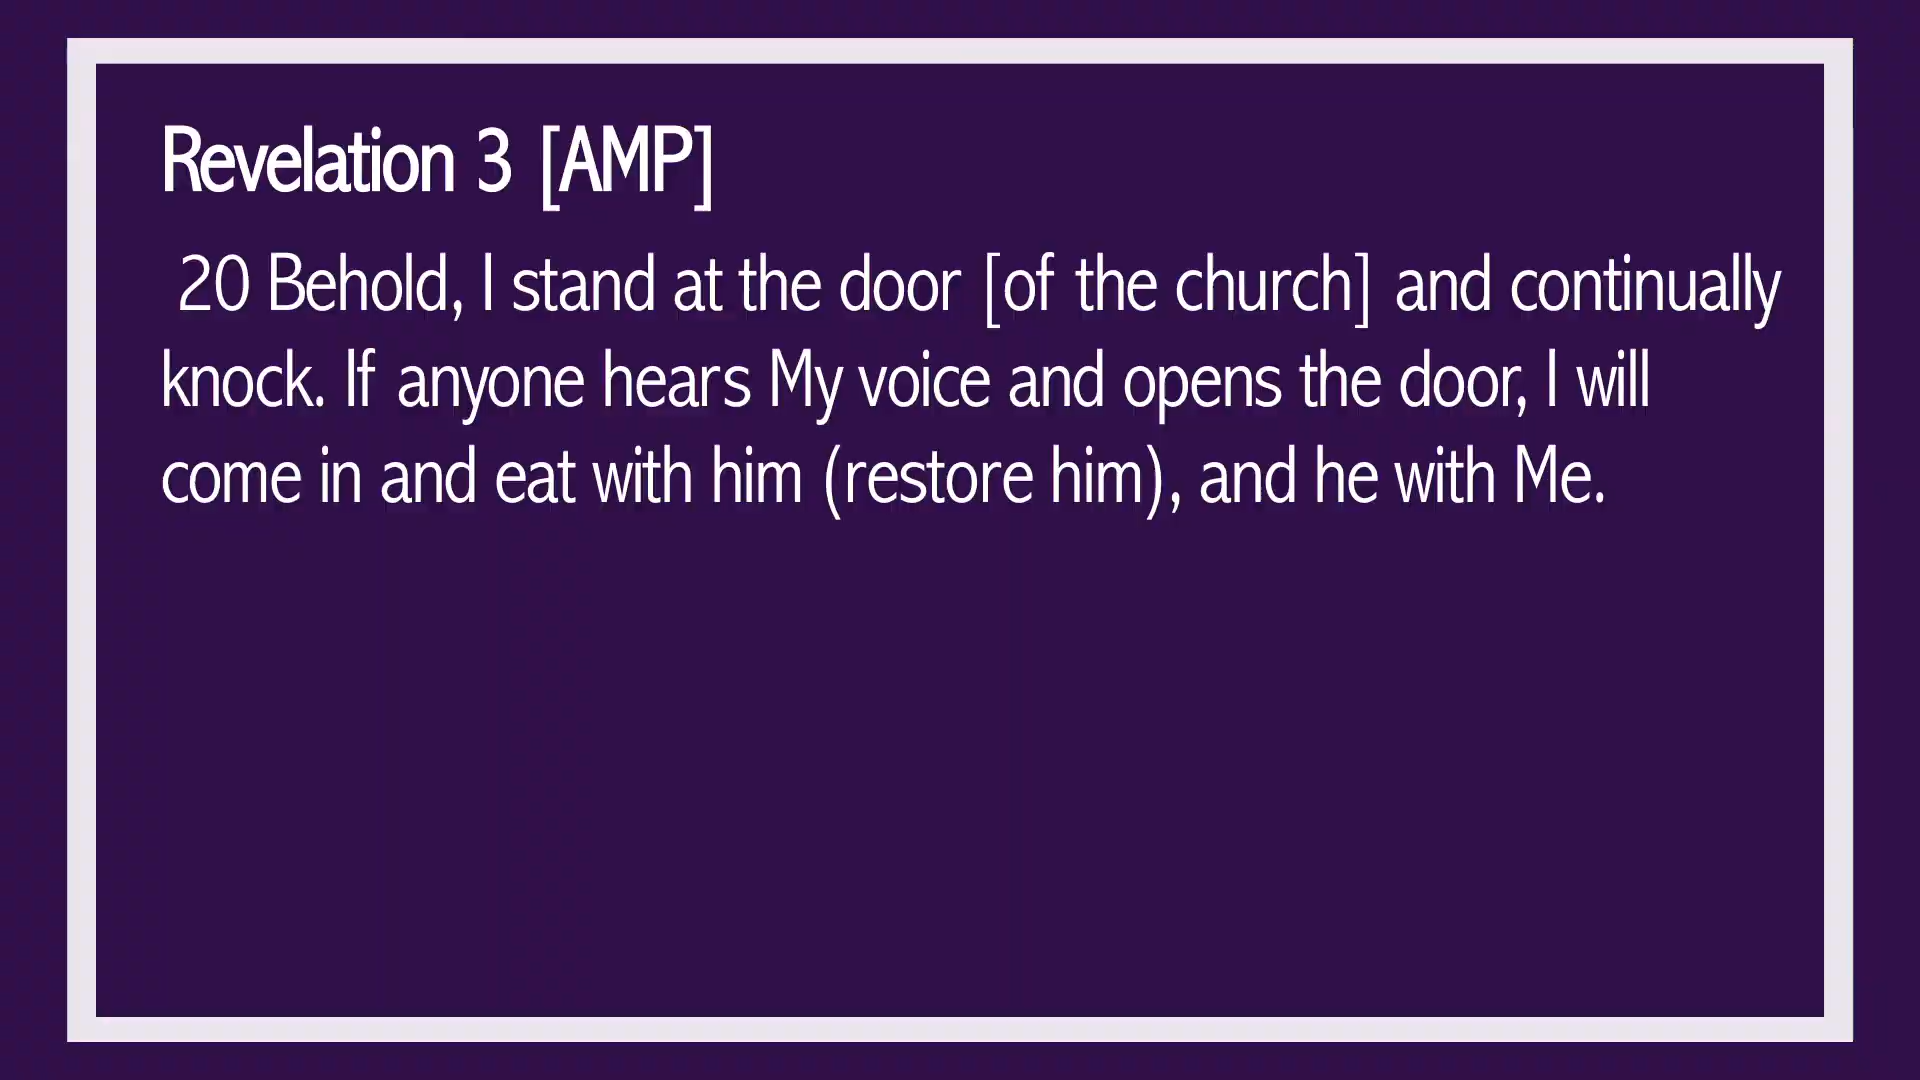 Revelation 3 [AMP]
20 Behold, I stand at the door [of the church] and continually
knock. If anyone hears My voice and opens the door, I will
come in and eat with him (restore him), and he with Me.